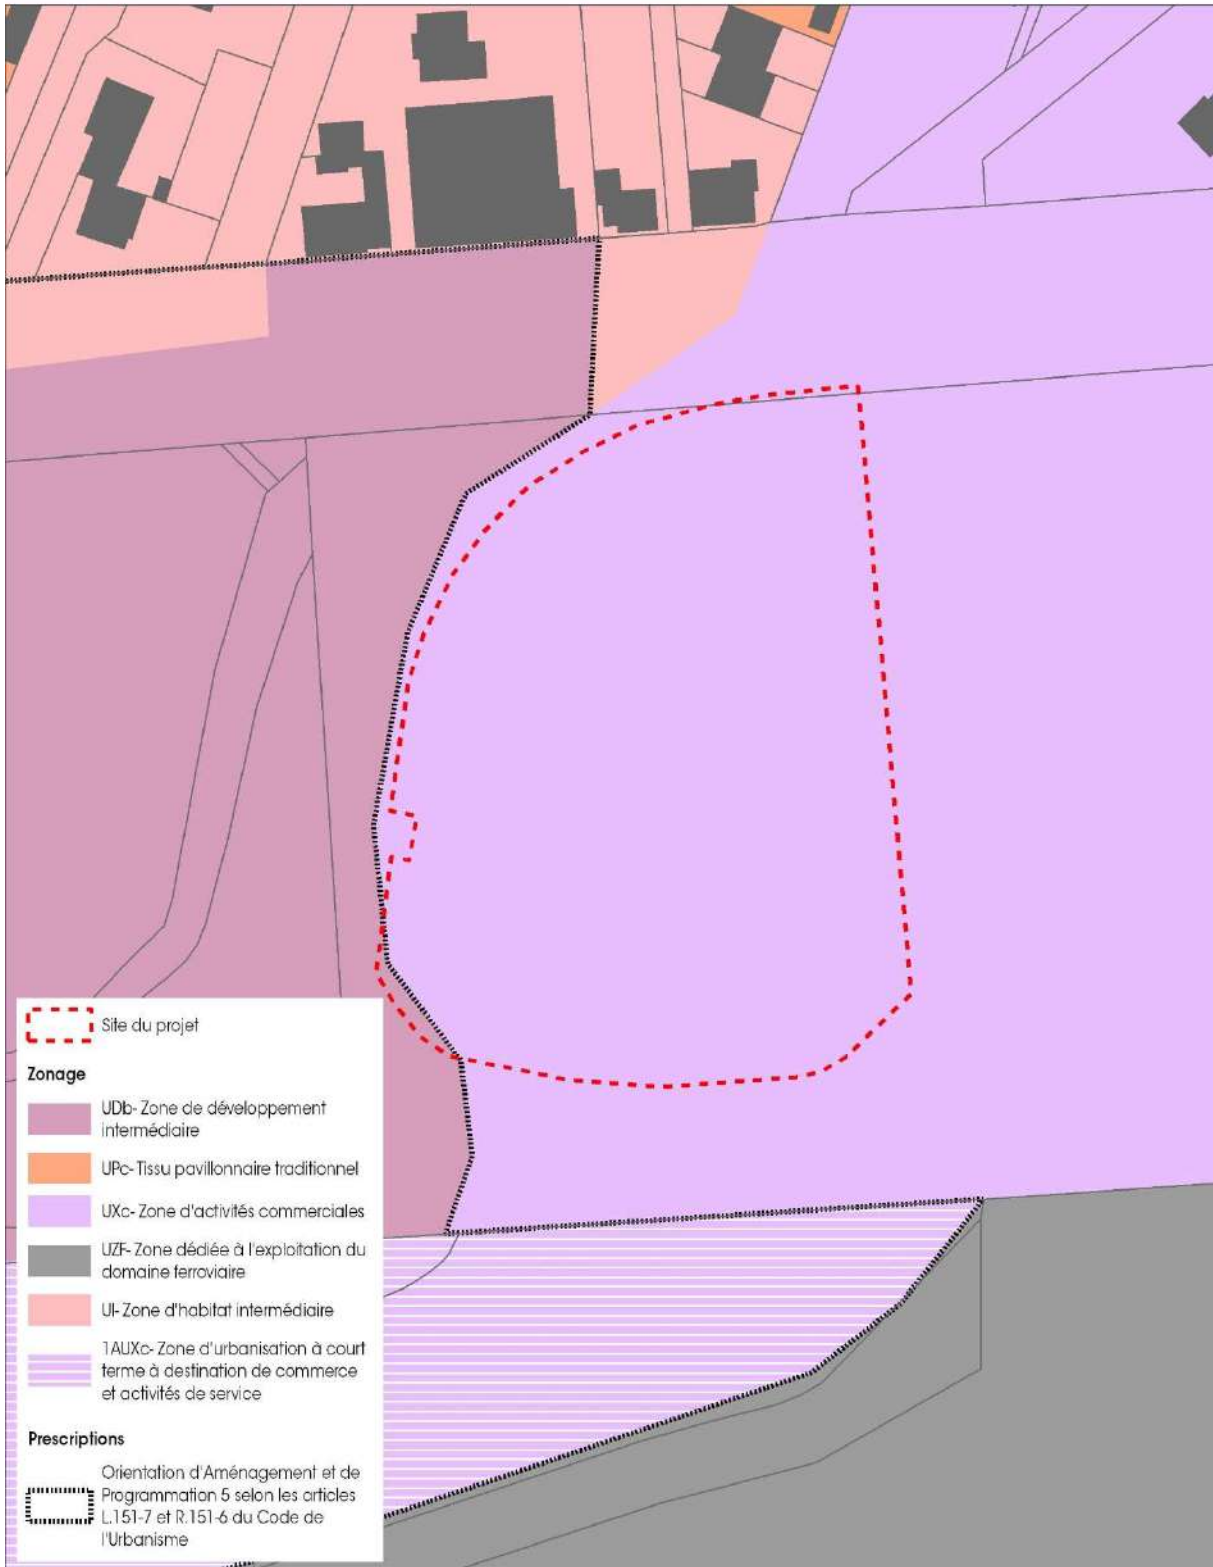 Site du projet
Zonage
UDb- Zone de développement
intermédiaire
UPc- Tissu pavillonnaire traditionnel
UXc- Zone d'activités commerciales
UZF- Zone dédiée à l'exploitation du
domaine ferroviaire
UI- Zone d'habitat intermédiaire
1AUXc- Zone d'urbanisation à court
terme à destination de commerce
et activités de service
Prescriptions
Orientation d'Aménagement et de
Programmation 5 selon les articles
L.151-7 et R.151-6 du Code de
l'Urbanisme